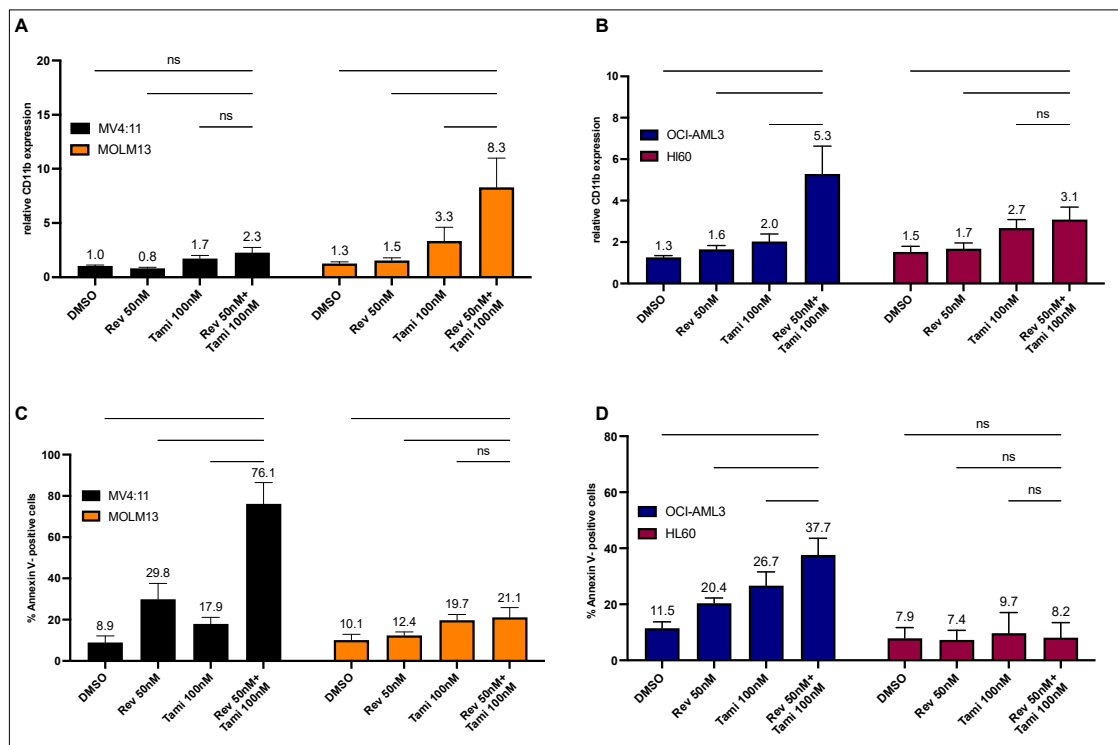 A
ns
20
15
10
5
0
relative CD11b expression
MV4:11
MOLM13
ns
1.0
0.8
1.7
2.3
1.3
1.5
3.3
8.3
DMSO
Rev 50nM
Tami 100nM
Rev 50nM+
Tami 100nM
DMSO
Rev 50nM
Tami 100nM
Rev 50nM+
Tami 100nM
B
10
8
6
4
2
0
relative CD11b expression
OCI-AML3
Hl60
ns
1.3
1.6
2.0
5.3
1.5
1.7
2.7
3.1
DMSO
Rev 50nM
Tami 100nM
Rev 50nM+
Tami 100nM
DMSO
Rev 50nM
Tami 100nM
Rev 50nM+
Tami 100nM
C
100
80
60
40
20
0
% Annexin V- positive cells
MV4:11
MOLM13
ns
8.9
29.8
17.9
76.1
10.1
12.4
19.7
21.1
DMSO
Rev 50nM
Tami 100nM
Rev 50nM+
Tami 100nM
DMSO
Rev 50nM
Tami 100nM
Rev 50nM+
Tami 100nM
D
80
60
40
20
0
% Annexin V- positive cells
OCI-AML3
HL60
ns
ns
ns
11.5
20.4
26.7
37.7
7.9
7.4
9.7
8.2
DMSO
Rev 50nM
Tami 100nM
Rev 50nM+
Tami 100nM
DMSO
Rev 50nM
Tami 100nM
Rev 50nM+
Tami 100nM